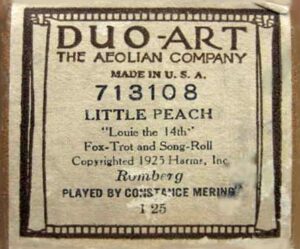 DUO-ART
THE AEOLIAN COMPANY
MADE IN U. S. A.
713108
LITTLE PEACH
"Louie the 14th"
Fox-Trot and Song-Roll
Copyrighted 1925 Harms, Inc
Romberg
PLAYED BY CONSTANCE MERING
1 25